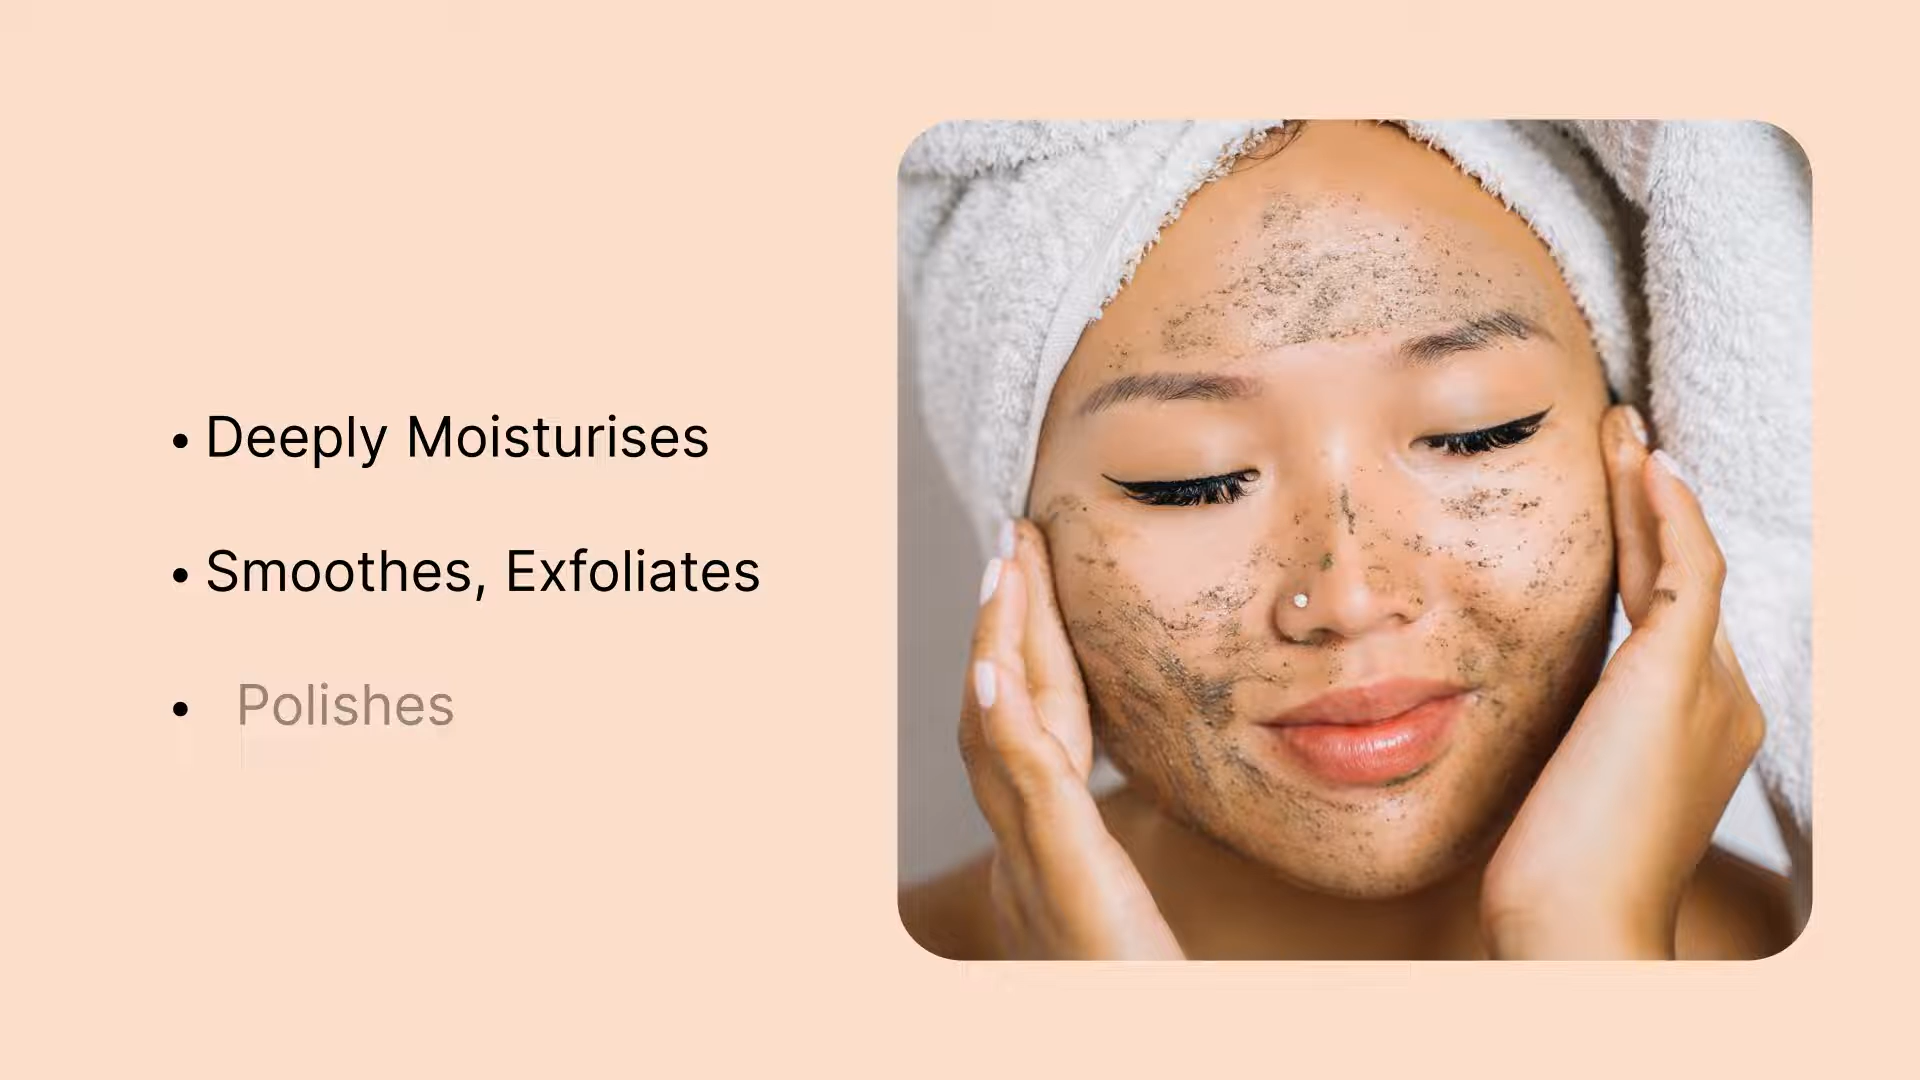 • Deeply Moisturises
• Smoothes, Exfoliates
• Polishes